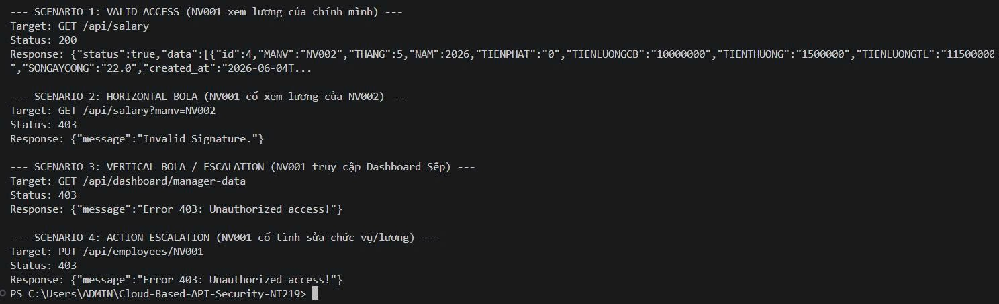 --- SCENARIO 1: VALID ACCESS (NV001 xem lương của chính mình) ---
Target: GET /api/salary
Status: 200
Response: {"status":true,"data":[{"id":4,"MANV":"NV002","THANG":5,"NAM":2026,"TIENPHAT":"0","TIENLUONGCB":"10000000","TIENTHUONG":"1500000","TIENLUONGTL":"11500000
","SONGAYCONG":"22.0","created_at":"2026-06-04T...
--- SCENARIO 2: HORIZONTAL BOLA (NV001 cố xem lương của NV002) ---
Target: GET /api/salary?manv=NV002
Status: 403
Response: {"message":"Invalid Signature."}
--- SCENARIO 3: VERTICAL BOLA / ESCALATION (NV001 truy cập Dashboard Sếp) ---
Target: GET /api/dashboard/manager-data
Status: 403
Response: {"message":"Error 403: Unauthorized access!"}
--- SCENARIO 4: ACTION ESCALATION (NV001 cố tình sửa chức vụ/lương) ---
Target: PUT /api/employees/NV001
Status: 403
Response: {"message":"Error 403: Unauthorized access!"}
PS C:\Users\ADMIN\Cloud-Based-API-Security-NT219>